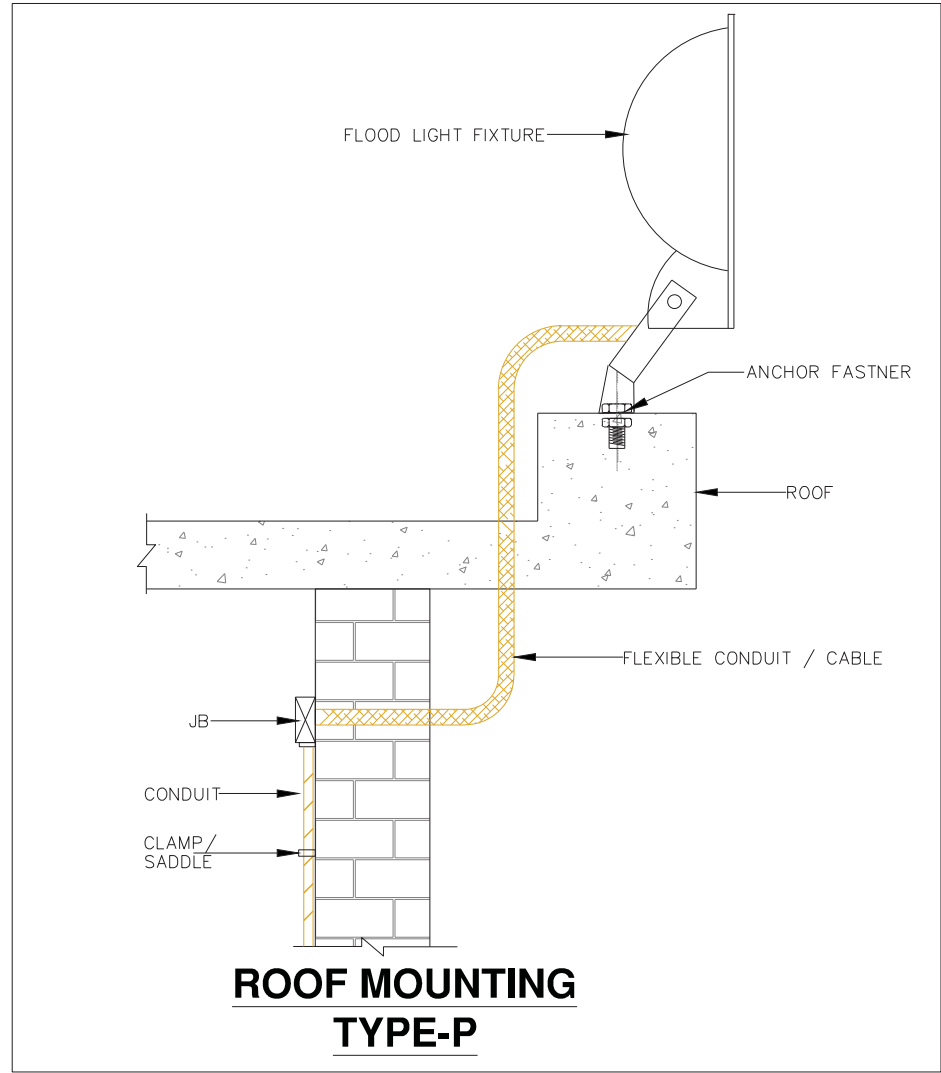 FLOOD LIGHT FIXTURE
ANCHOR FASTNER
ROOF
FLEXIBLE CONDUIT / CABLE
JB
CONDUIT
CLAMP/
SADDLE
ROOF MOUNTING
TYPE-P